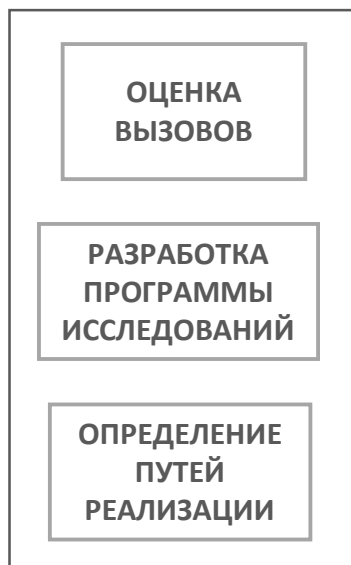 ОЦЕНКА
ВЫЗОВОВ
РАЗРАБОТКА
ПРОГРАММЫ
ИССЛЕДОВАНИЙ
ОПРЕДЕЛЕНИЕ
ПУТЕЙ
РЕАЛИЗАЦИИ